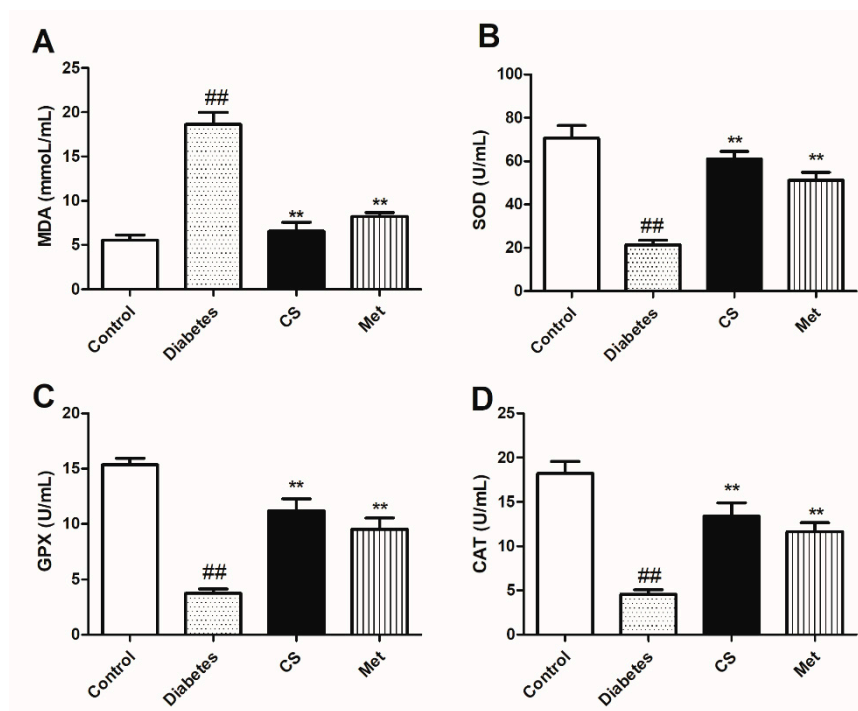 A
MDA (mmoL/mL)
25
20
15
10
5
0
##
**
**
Control
Diabetes
CS
Met
B
SOD (U/mL)
100
80
60
40
20
0
##
**
**
Control
Diabetes
CS
Met
C
GPX (U/mL)
20
15
10
5
0
##
**
**
Control
Diabetes
CS
Met
D
CAT (U/mL)
25
20
15
10
5
0
##
**
**
Control
Diabetes
CS
Met